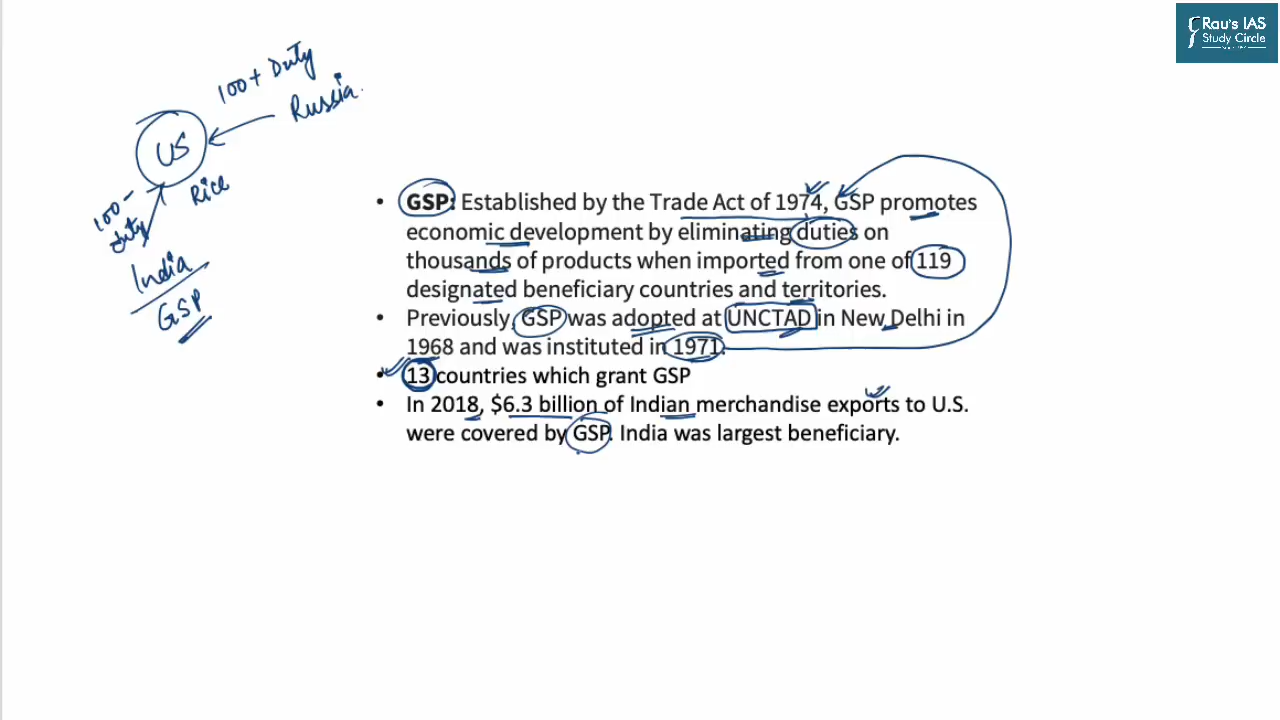 Rau's IAS
Study Circle
100+ Duty
Russia.
US
100-
Duty
Rice
India
GSP
• GSP: Established by the Trade Act of 1974, GSP promotes
economic development by eliminating duties on
thousands of products when imported from one of 119
designated beneficiary countries and territories.
• Previously, GSP was adopted at UNCTAD in New Delhi in
1968 and was instituted in 1971.
• 13 countries which grant GSP
• In 2018, $6.3 billion of Indian merchandise exports to U.S.
were covered by GSP. India was largest beneficiary.